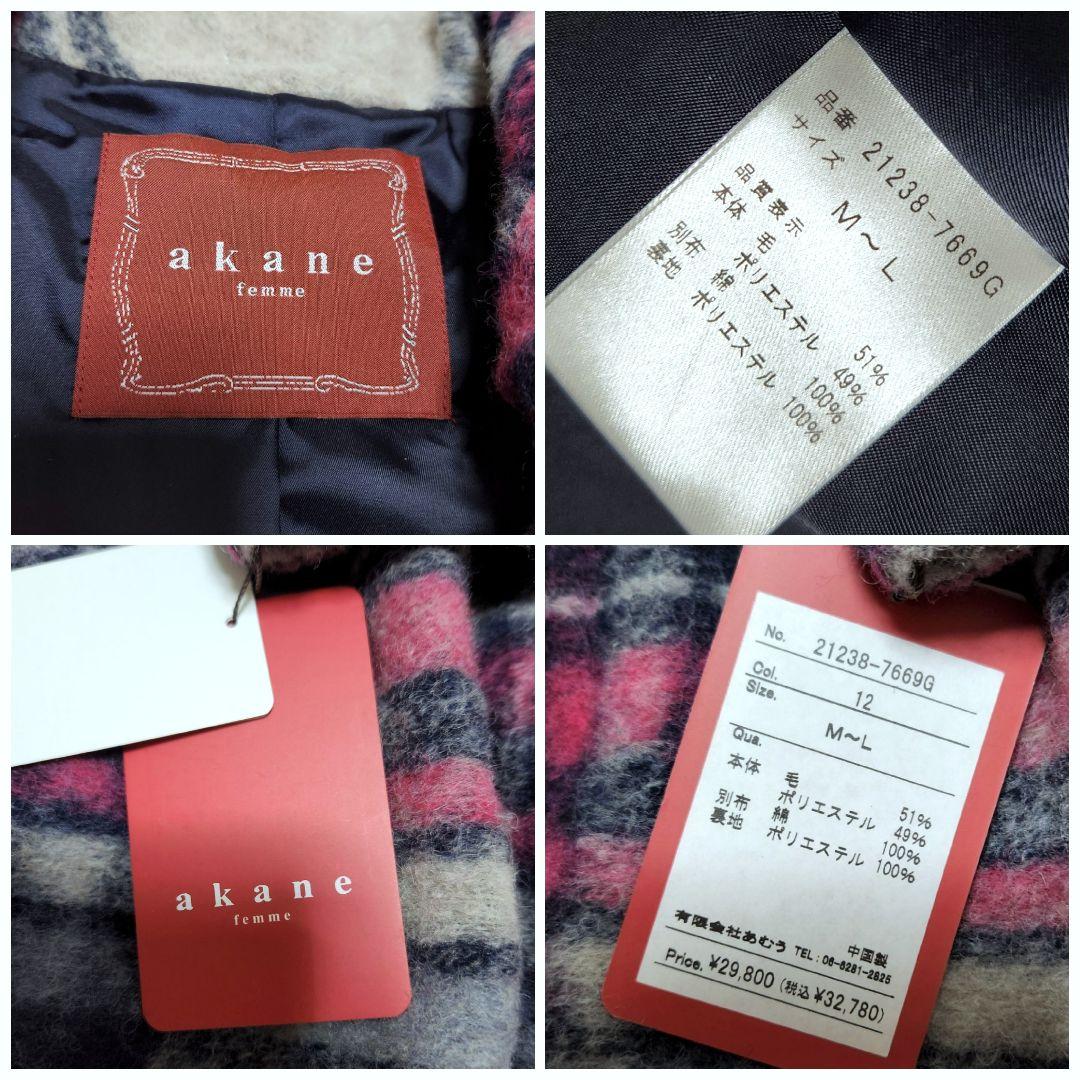 akane
femme
品番 21238-7669G
サイズ M～L
品質表示
本体 毛 51%
ポリエステル 49%
別布 綿 100%
裏地 ポリエステル 100%
akane
femme
No. 21238-7669G
Col. 12
Size. M～L
Qua.
本体 毛 51%
ポリエステル 49%
別布 綿 100%
裏地 ポリエステル 100%
中国製
有限会社あむう TEL:06-6281-2825
Price. ¥29,800 (税込 ¥32,780)